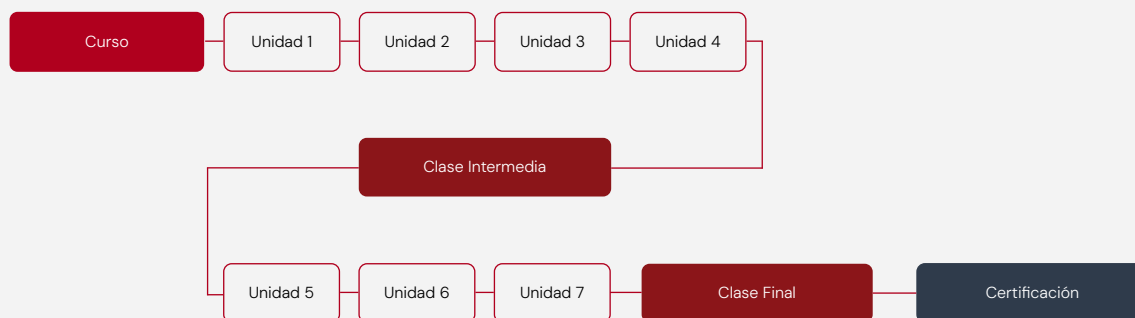 Curso
Unidad 1
Unidad 2
Unidad 3
Unidad 4
Clase Intermedia
Unidad 5
Unidad 6
Unidad 7
Clase Final
Certificación